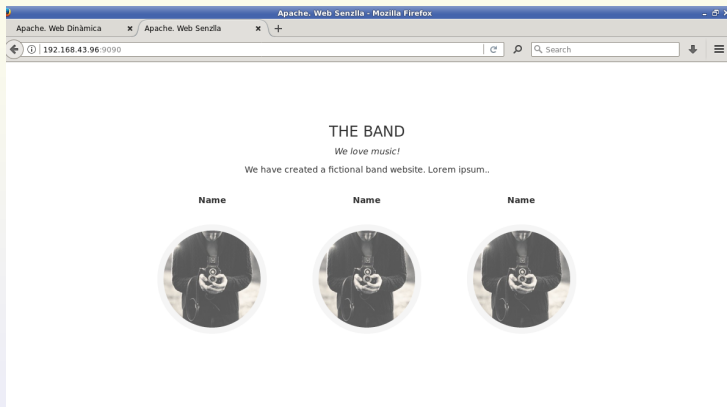 Apache. Web Senzlla - Mozilla Firefox
Apache. Web Dinàmica
Apache. Web Senzlla
192.168.43.96:9090
Search
THE BAND
We love music!
We have created a fictional band website. Lorem ipsum..
Name Name Name